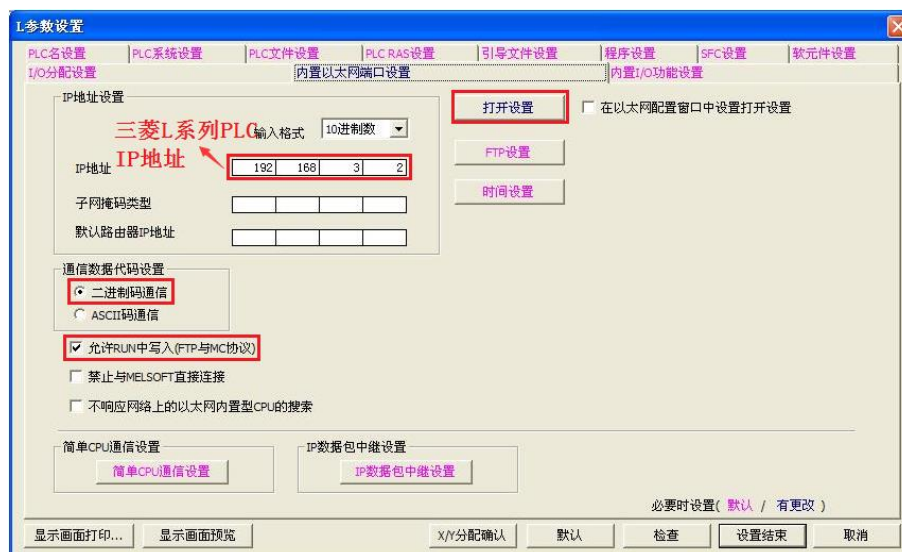 L参数设置
PLC名设置 PLC系统设置 PLC文件设置 PLC RAS设置 引导文件设置 程序设置 SFC设置 软元件设置
I/O分配设置 内置以太网端口设置 内置I/O功能设置
IP地址设置
打开设置 在以太网配置窗口中设置打开设置
三菱L系列PLC
IP地址
输入格式 10进制数
FTP设置
IP地址 192 168 3 2
时间设置
子网掩码类型
默认路由器IP地址
通信数据代码设置
二进制码通信
ASCII码通信
允许RUN中写入(FTP与MC协议)
禁止与MELSOFT直接连接
不响应网络上的以太网内置型CPU的搜索
简单CPU通信设置 IP数据包中继设置
简单CPU通信设置 IP数据包中继设置
必要时设置( 默认 / 有更改 )
显示画面打印... 显示画面预览 X/Y分配确认 默认 检查 设置结束 取消